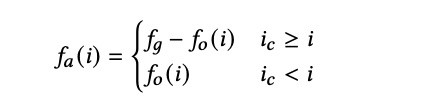 f_a(i) = { f_g − f_o(i)   i_c ≥ i
f_o(i)   i_c < i